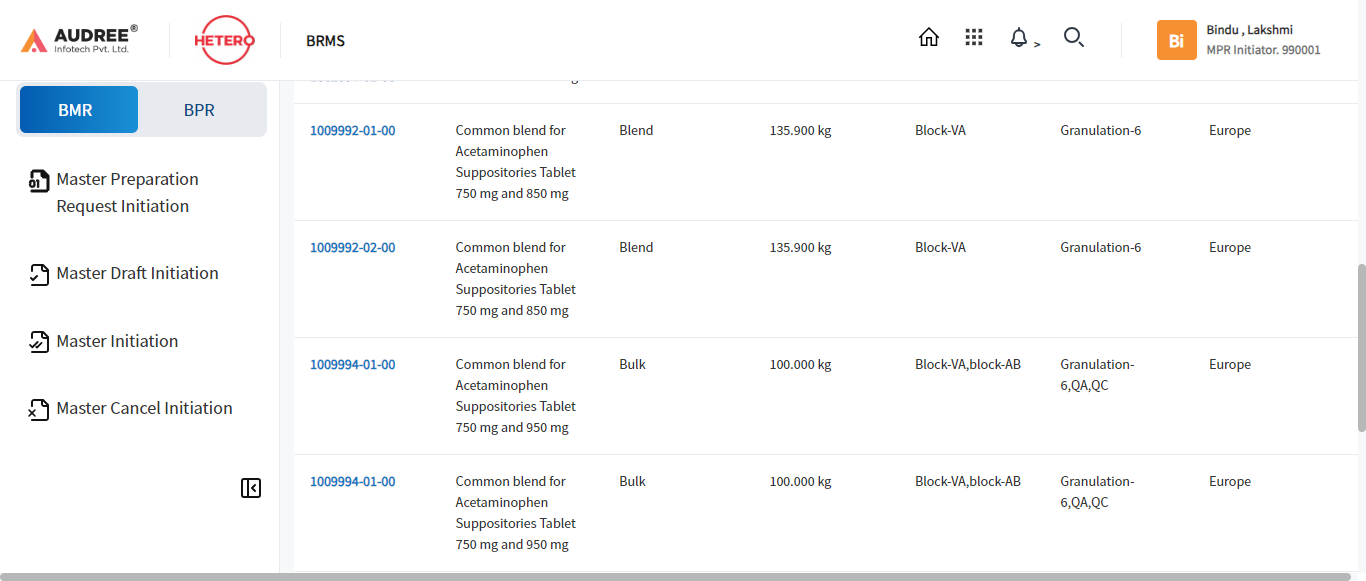 AUDREE®
Infotech Pvt. Ltd.
HETERO
BRMS
>
Bi
Bindu , Lakshmi
MPR Initiator. 990001
BMR
BPR
01 Master Preparation
Request Initiation
Master Draft Initiation
Master Initiation
Master Cancel Initiation
1009992-01-00 Common blend for Blend 135.900 kg Block-VA Granulation-6 Europe
Acetaminophen
Suppositories Tablet
750 mg and 850 mg
1009992-02-00 Common blend for Blend 135.900 kg Block-VA Granulation-6 Europe
Acetaminophen
Suppositories Tablet
750 mg and 850 mg
1009994-01-00 Common blend for Bulk 100.000 kg Block-VA,block-AB Granulation- Europe
Acetaminophen 6,QA,QC
Suppositories Tablet
750 mg and 950 mg
1009994-01-00 Common blend for Bulk 100.000 kg Block-VA,block-AB Granulation- Europe
Acetaminophen 6,QA,QC
Suppositories Tablet
750 mg and 950 mg